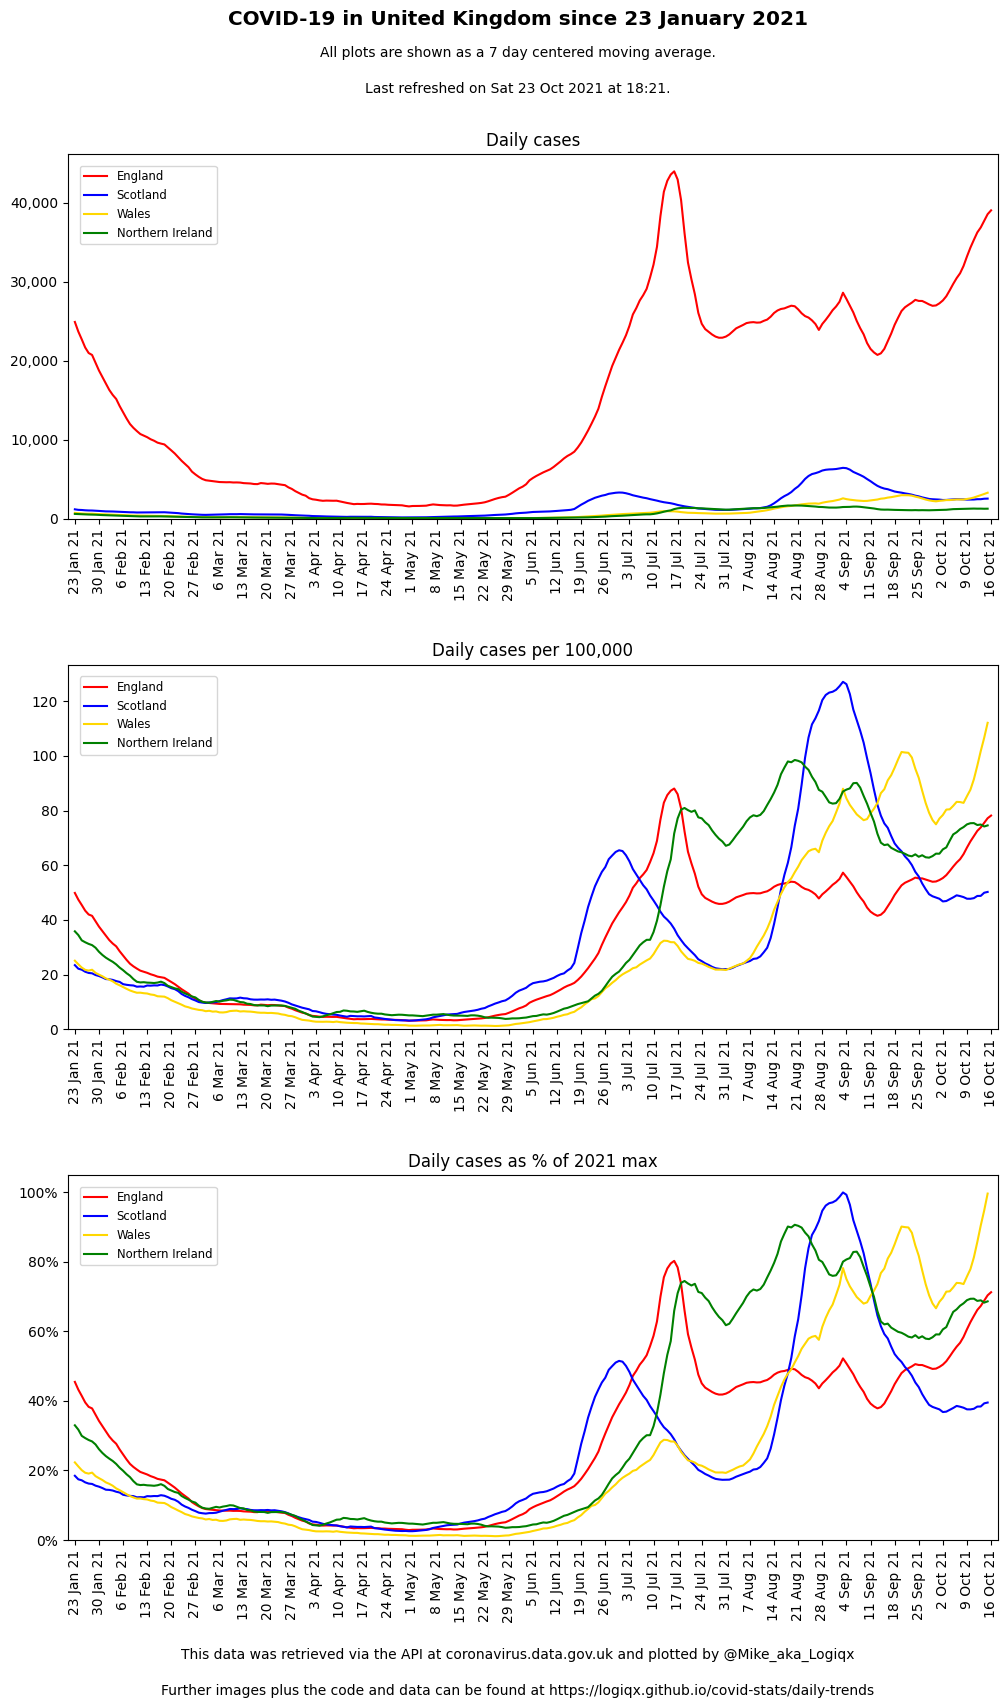 COVID-19 in United Kingdom since 23 January 2021
All plots are shown as a 7 day centered moving average.
Last refreshed on Sat 23 Oct 2021 at 18:21.
Daily cases
England
Scotland
Wales
Northern Ireland
40,000
30,000
20,000
10,000
0
23 Jan 21
30 Jan 21
6 Feb 21
13 Feb 21
20 Feb 21
27 Feb 21
6 Mar 21
13 Mar 21
20 Mar 21
27 Mar 21
3 Apr 21
10 Apr 21
17 Apr 21
24 Apr 21
1 May 21
8 May 21
15 May 21
22 May 21
29 May 21
5 Jun 21
12 Jun 21
19 Jun 21
26 Jun 21
3 Jul 21
10 Jul 21
17 Jul 21
24 Jul 21
31 Jul 21
7 Aug 21
14 Aug 21
21 Aug 21
28 Aug 21
4 Sep 21
11 Sep 21
18 Sep 21
25 Sep 21
2 Oct 21
9 Oct 21
16 Oct 21
Daily cases per 100,000
England
Scotland
Wales
Northern Ireland
120
100
80
60
40
20
0
23 Jan 21
30 Jan 21
6 Feb 21
13 Feb 21
20 Feb 21
27 Feb 21
6 Mar 21
13 Mar 21
20 Mar 21
27 Mar 21
3 Apr 21
10 Apr 21
17 Apr 21
24 Apr 21
1 May 21
8 May 21
15 May 21
22 May 21
29 May 21
5 Jun 21
12 Jun 21
19 Jun 21
26 Jun 21
3 Jul 21
10 Jul 21
17 Jul 21
24 Jul 21
31 Jul 21
7 Aug 21
14 Aug 21
21 Aug 21
28 Aug 21
4 Sep 21
11 Sep 21
18 Sep 21
25 Sep 21
2 Oct 21
9 Oct 21
16 Oct 21
Daily cases as % of 2021 max
England
Scotland
Wales
Northern Ireland
100%
80%
60%
40%
20%
0%
23 Jan 21
30 Jan 21
6 Feb 21
13 Feb 21
20 Feb 21
27 Feb 21
6 Mar 21
13 Mar 21
20 Mar 21
27 Mar 21
3 Apr 21
10 Apr 21
17 Apr 21
24 Apr 21
1 May 21
8 May 21
15 May 21
22 May 21
29 May 21
5 Jun 21
12 Jun 21
19 Jun 21
26 Jun 21
3 Jul 21
10 Jul 21
17 Jul 21
24 Jul 21
31 Jul 21
7 Aug 21
14 Aug 21
21 Aug 21
28 Aug 21
4 Sep 21
11 Sep 21
18 Sep 21
25 Sep 21
2 Oct 21
9 Oct 21
16 Oct 21
This data was retrieved via the API at coronavirus.data.gov.uk and plotted by @Mike_aka_Logiqx
Further images plus the code and data can be found at https://logiqx.github.io/covid-stats/daily-trends